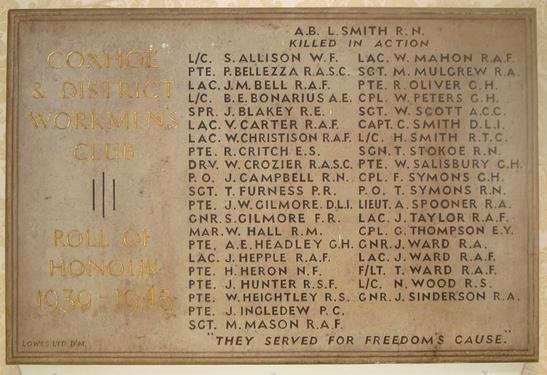 COXHOE
& DISTRICT
WORKMENS
CLUB
ROLL OF
HONOUR
1939-1945
LOWES LTD D'M.
A.B. L. SMITH R.N.
KILLED IN ACTION
L/C. S. ALLISON W.F.
PTE. P. BELLEZZA R.A.S.C.
LAC. J.M. BELL R.A.F.
L/C. B.E. BONARIUS A.E.
SPR. J. BLAKEY R.E.
LAC. V. CARTER R.A.F.
LAC. W. CHRISTISON R.A.F.
PTE. R. CRITCH E.S.
DRV. W. CROZIER R.A.S.C.
P.O. J. CAMPBELL R.N.
SGT. T. FURNESS P.R.
PTE. J.W. GILMORE. D.L.I.
GNR. S. GILMORE F.R.
MAR. W. HALL R.M.
PTE. A.E. HEADLEY G.H.
LAC. J. HEPPLE R.A.F.
PTE. H. HERON N.F.
PTE. J. HUNTER R.S.F.
PTE. W. HEIGHTLEY R.S.
PTE. J. INGLEDEW P.C.
SGT. M. MASON R.A.F.
LAC. W. MAHON R.A.F.
SGT. M. MULGREW R.A.
PTE. R. OLIVER G.H.
CPL. W. PETERS G.H.
SGT. W. SCOTT A.C.C.
CAPT. C. SMITH D.L.I.
L/C. H. SMITH R.T.C.
SGN. T. STOKOE R.N.
PTE. W. SALISBURY G.H.
CPL. F. SYMONS G.H.
P.O. T. SYMONS R.N.
LIEUT. A. SPOONER R.A.
LAC. J. TAYLOR R.A.F.
CPL. G. THOMPSON E.Y.
GNR. J. WARD R.A.
LAC. J. WARD R.A.F.
F/LT. T. WARD R.A.F.
L/C. N. WOOD R.S.
GNR. J. SINDERSON R.A.
"THEY SERVED FOR FREEDOM'S CAUSE."